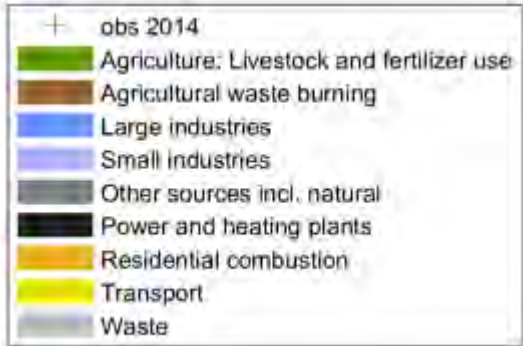 obs 2014
Agriculture: Livestock and fertilizer use
Agricultural waste burning
Large industries
Small industries
Other sources incl. natural
Power and heating plants
Residential combustion
Transport
Waste